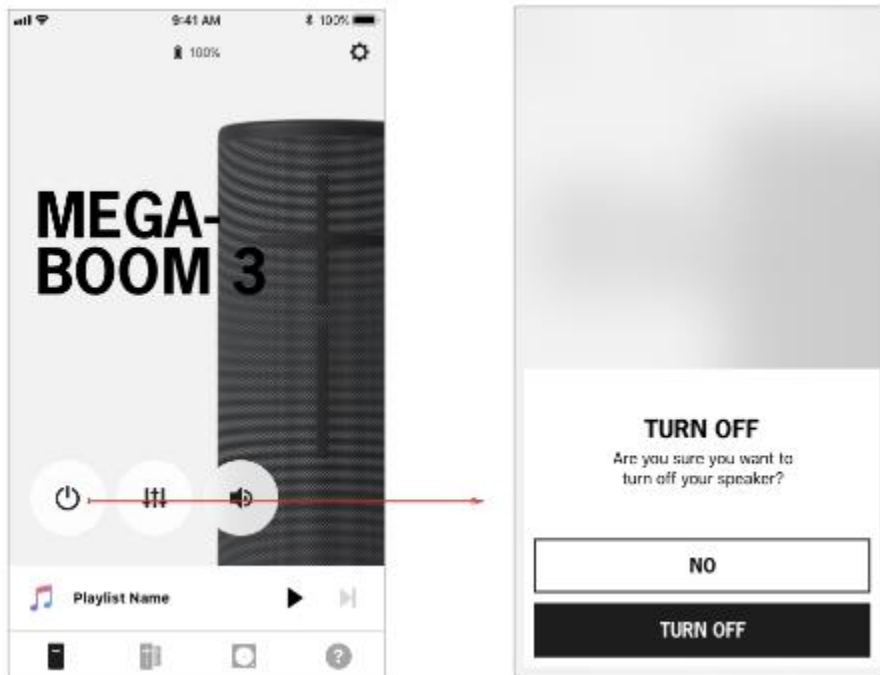 9:41 AM
100%
100%
MEGA-
BOOM 3
Playlist Name
?
TURN OFF
Are you sure you want to
turn off your speaker?
NO
TURN OFF